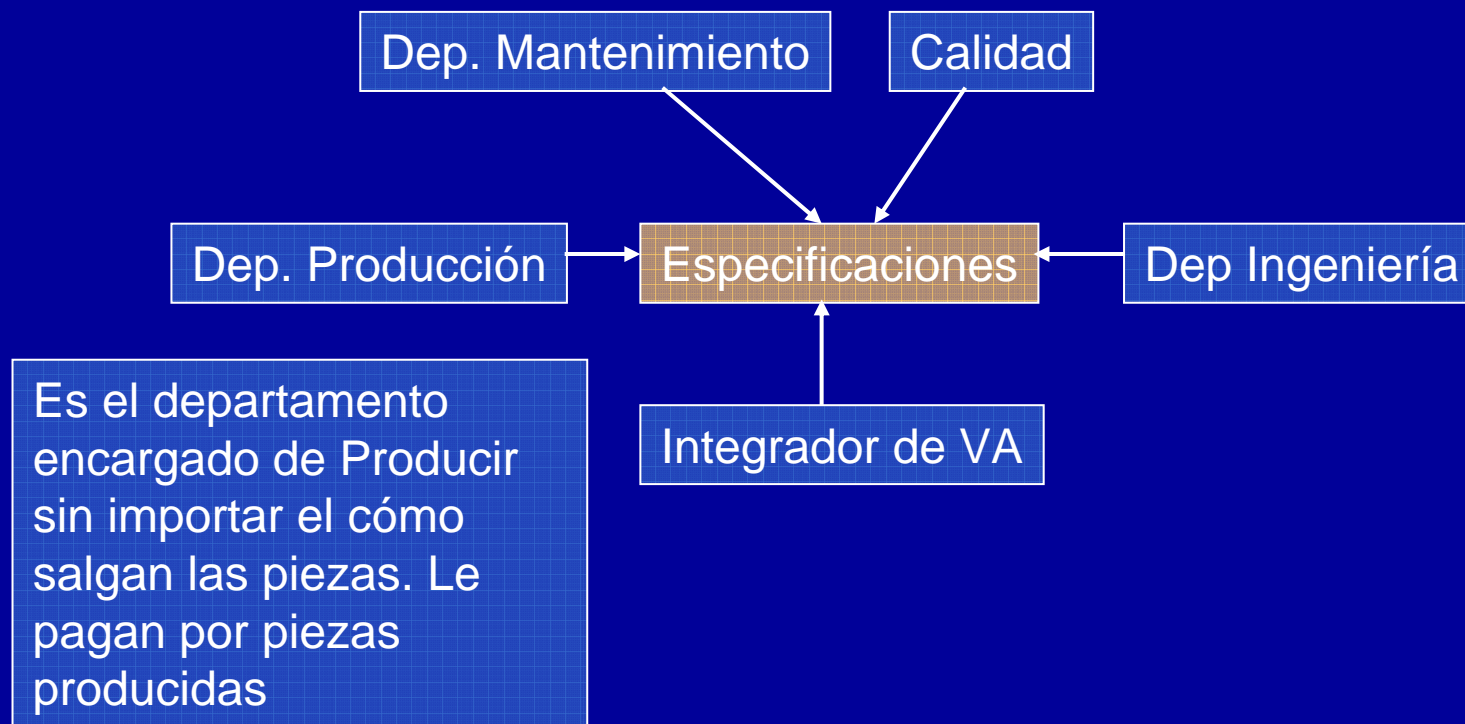 Dep. Mantenimiento
Calidad
Dep. Producción
Especificaciones
Dep Ingeniería
Integrador de VA
Es el departamento
encargado de Producir
sin importar el cómo
salgan las piezas. Le
pagan por piezas
producidas